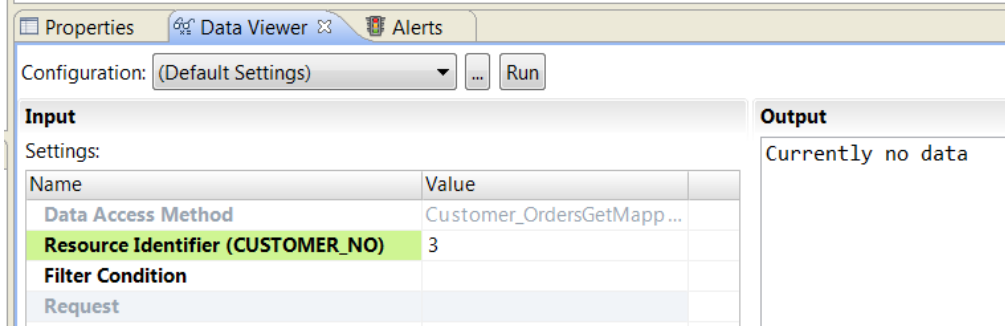 Properties Data Viewer Alerts
Configuration: (Default Settings) ... Run
Input Output
Settings: Currently no data
Name Value
Data Access Method Customer_OrdersGetMapp...
Resource Identifier (CUSTOMER_NO) 3
Filter Condition
Request